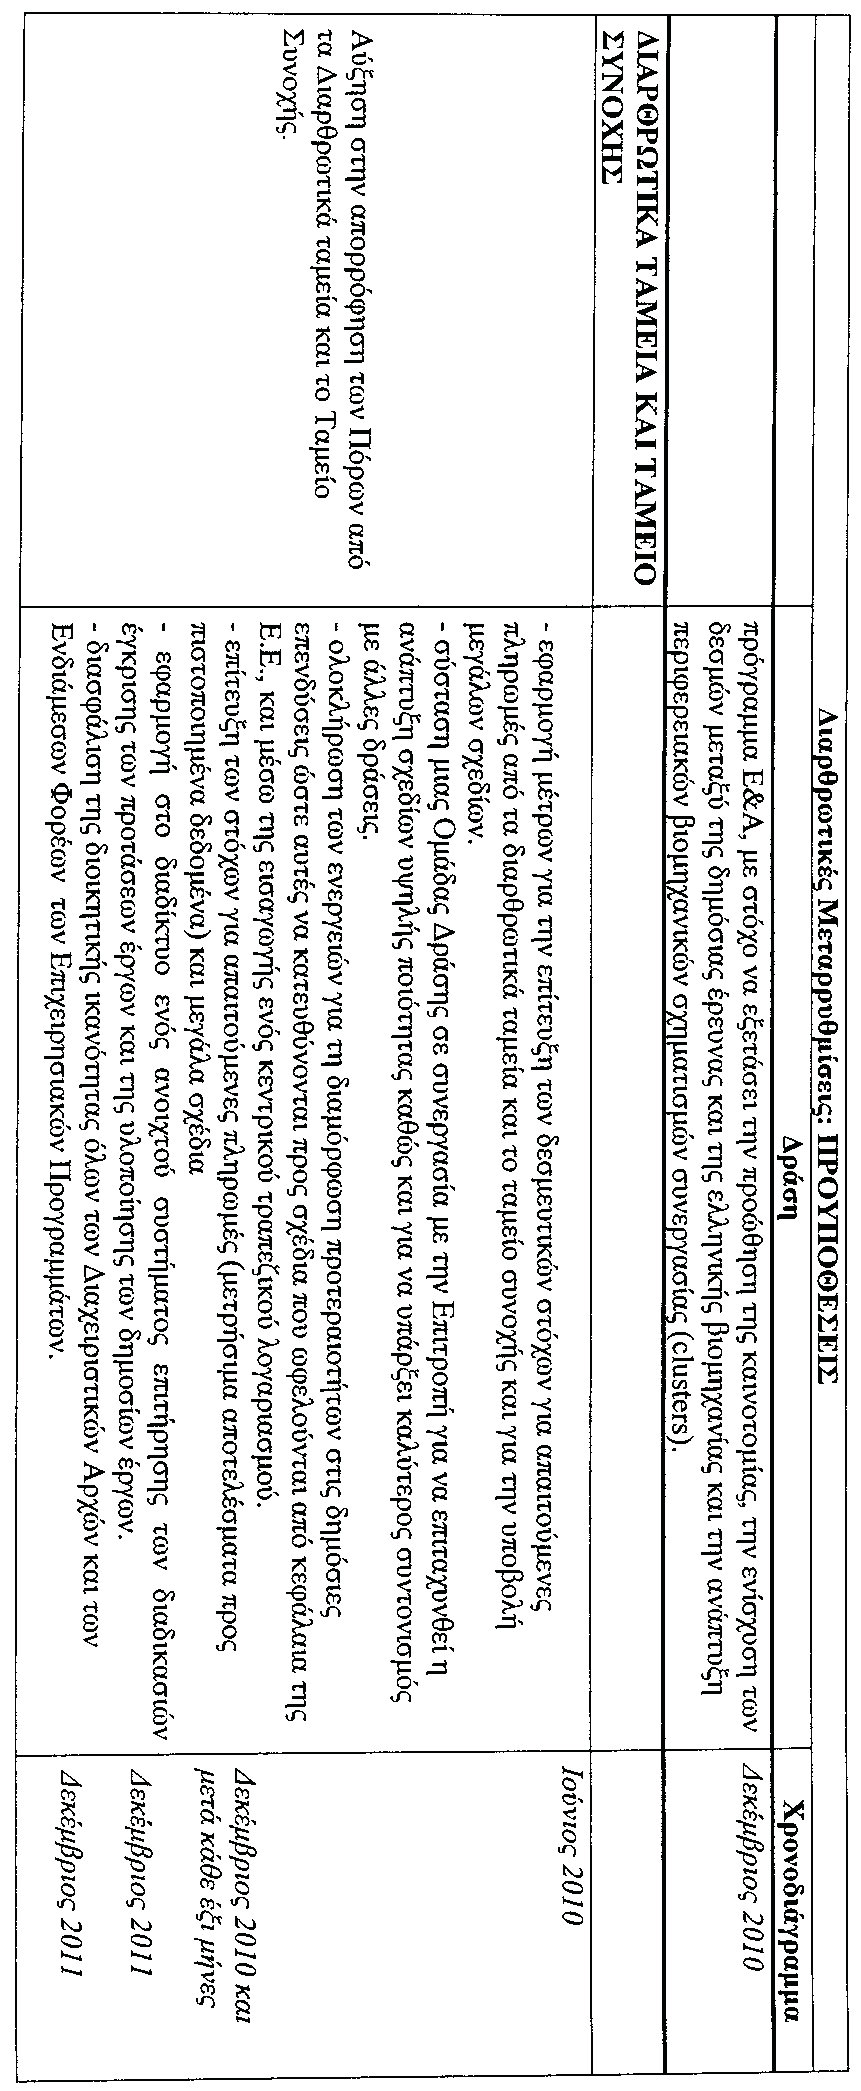 Διαρθρωτικές Μεταρρυθμίσεις: ΠΡΟΥΠΟΘΕΣΕΙΣ
Δράση
Χρονοδιάγραμμα
πρόγραμμα Ε&Α, με στόχο να εξετάσει την προώθηση της καινοτομίας, την ενίσχυση των
δεσμών μεταξύ της δημόσιας έρευνας και της ελληνικής βιομηχανίας και την ανάπτυξη
περιφερειακών βιομηχανικών σχηματισμών συνεργασίας (clusters).
Δεκέμβριος 2010
ΔΙΑΡΘΡΩΤΙΚΑ ΤΑΜΕΙΑ ΚΑΙ ΤΑΜΕΙΟ
ΣΥΝΟΧΗΣ
Αύξηση στην απορρόφηση των Πόρων από
τα Διαρθρωτικά ταμεία και το Ταμείο
Συνοχής.
- εφαρμογή μέτρων για την επίτευξη των δεσμευτικών στόχων για απαιτούμενες
πληρωμές από τα διαρθρωτικά ταμεία και το ταμείο συνοχής και για την υποβολή
μεγάλον σχεδίων.
- σύσταση μιας Ομάδας Δράσης σε συνεργασία με την Επιτροπή για να επιταχυνθεί η
ανάπτυξη σχεδίων υψηλής ποιότητας καθώς και για να υπάρξει καλύτερος συντονισμός
με άλλες δράσεις.
- ολοκλήρωση των ενεργειών για τη διαμόρφωση προτεραιοτήτων στις δημόσιες
επενδύσεις ώστε αυτές να κατευθύνονται προς σχέδια που ωφελούνται από κεφάλαια της
Ε.Ε., και μέσω της εισαγωγής ενός κεντρικού τραπεζικού λογαριασμού.
- επίτευξη των στόχων για απαιτούμενες πληρωμές (μετρήσιμα αποτελέσματα προς
πιστοποιημένα δεδομένα) και μεγάλα σχέδια
- εφαρμογή στο διαδίκτυο ενός ανοιχτού συστήματος επιτήρησης των διαδικασιών
έγκρισης των προτάσεων έργων και της υλοποίησης των δημοσίων έργων.
- διασφάλιση της διοικητικής ικανότητας όλων των Διαχειριστικών Αρχών και των
Ενδιάμεσων Φορέων των Επιχειρησιακών Προγραμμάτων.
Ιούνιος 2010
Δεκέμβριος 2010 και
μετά κάθε έξι μήνες
Δεκέμβριος 2011
Δεκέμβριος 2011